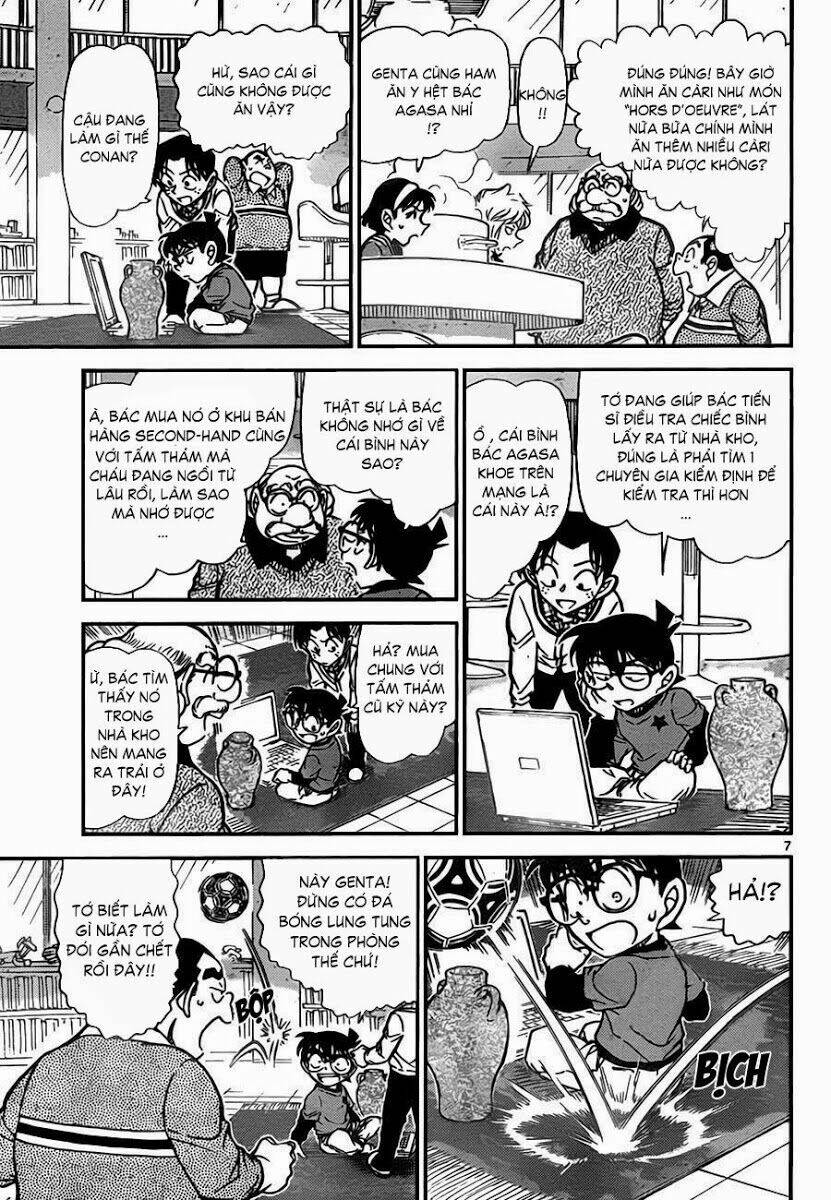 ĐÚNG ĐÚNG! BÂY GIỜ
MÌNH ĂN CÀRI NHƯ MÓN
"HORS D'OEUVRE", LÁT
NỮA BỮA CHÍNH MÌNH
ĂN THÊM NHIỀU CÀRI
NỮA ĐƯỢC KHÔNG?
KHÔNG
!!
GENTA CŨNG HAM
ĂN Y HỆT BÁC
AGASA NHỈ
!?
HỬ, SAO CÁI GÌ
CŨNG KHÔNG ĐƯỢC
ĂN VẬY?
CẬU ĐANG
LÀM GÌ THẾ
CONAN?
TỚ ĐANG GIÚP BÁC TIẾN
SĨ ĐIỀU TRA CHIẾC BÌNH
LẤY RA TỪ NHÀ KHO,
ĐÚNG LÀ PHẢI TÌM 1
CHUYÊN GIA KIỂM ĐỊNH ĐỂ
KIỂM TRA THÌ HƠN
...
Ồ , CÁI BÌNH
BÁC AGASA
KHOE TRÊN
MẠNG LÀ
CÁI NÀY À!?
THẬT SỰ LÀ BÁC
KHÔNG NHỚ GÌ VỀ
CÁI BÌNH NÀY
SAO?
À, BÁC MUA NÓ Ở KHU BÁN
HÀNG SECOND-HAND CÙNG
VỚI TẤM THẢM MÀ
CHÁU ĐANG NGỒI TỪ
LÂU RỒI, LÀM SAO
MÀ NHỚ ĐƯỢC
...
HẢ? MUA
CHUNG VỚI
TẤM THẢM
CŨ KỸ NÀY?
Ừ, BÁC TÌM
THẤY NÓ
TRONG
NHÀ KHO
NÊN MANG
RA TRẢI Ở
ĐÂY!
7
HẢ!?
BỊCH
NÀY GENTA!
ĐỪNG CÓ ĐÁ
BÓNG LUNG TUNG
TRONG PHÒNG
THẾ CHỨ!
BỘP
TỚ BIẾT LÀM
GÌ NỮA? TỚ
ĐÓI GẦN CHẾT
RỒI ĐÂY!!